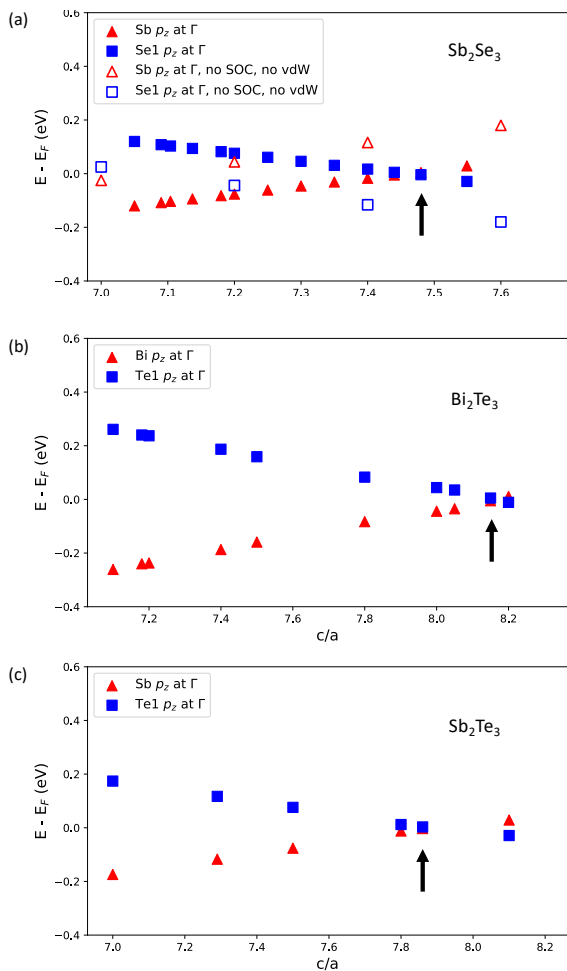 (a)
Sb pz at Γ
Se1 pz at Γ
Sb pz at Γ, no SOC, no vdW
Se1 pz at Γ, no SOC, no vdW
Sb₂Se₃
E - EF (eV)
0.6
0.4
0.2
0.0
−0.2
−0.4
7.0 7.1 7.2 7.3 7.4 7.5 7.6
(b)
Bi pz at Γ
Te1 pz at Γ
Bi₂Te₃
E - EF (eV)
0.6
0.4
0.2
0.0
−0.2
−0.4
7.2 7.4 7.6 7.8 8.0 8.2
c/a
(c)
Sb pz at Γ
Te1 pz at Γ
Sb₂Te₃
E - EF (eV)
0.6
0.4
0.2
0.0
−0.2
−0.4
7.0 7.2 7.4 7.6 7.8 8.0 8.2
c/a